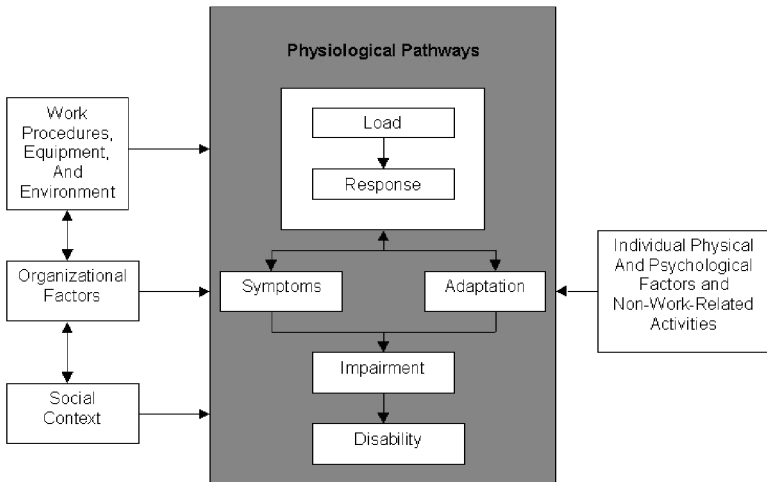 Physiological Pathways
Work
Procedures,
Equipment,
And
Environment
Organizational
Factors
Social
Context
Load
Response
Symptoms
Adaptation
Impairment
Disability
Individual Physical
And Psychological
Factors and
Non-Work-Related
Activities